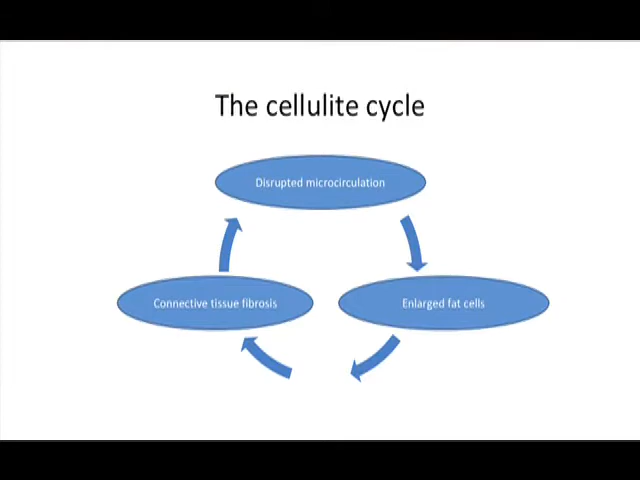 The cellulite cycle
Disrupted microcirculation
Connective tissue fibrosis
Enlarged fat cells